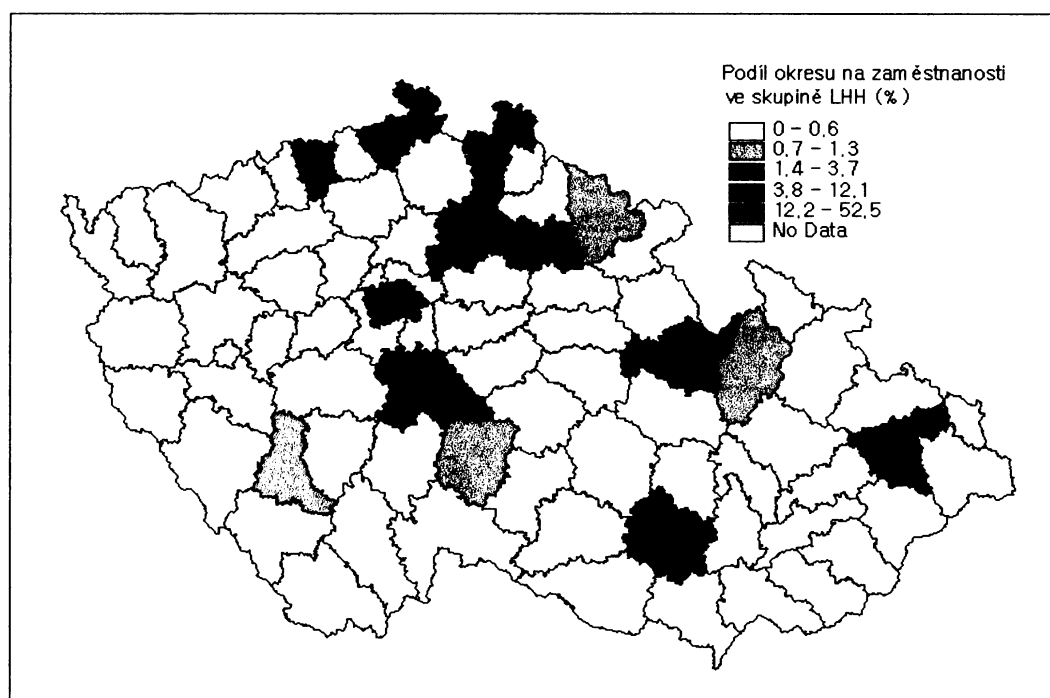 Podíl okresu na zaměstnanosti
ve skupině LHH (%)
0 – 0,6
0,7 – 1,3
1,4 – 3,7
3,8 – 12,1
12,2 – 52,5
No Data